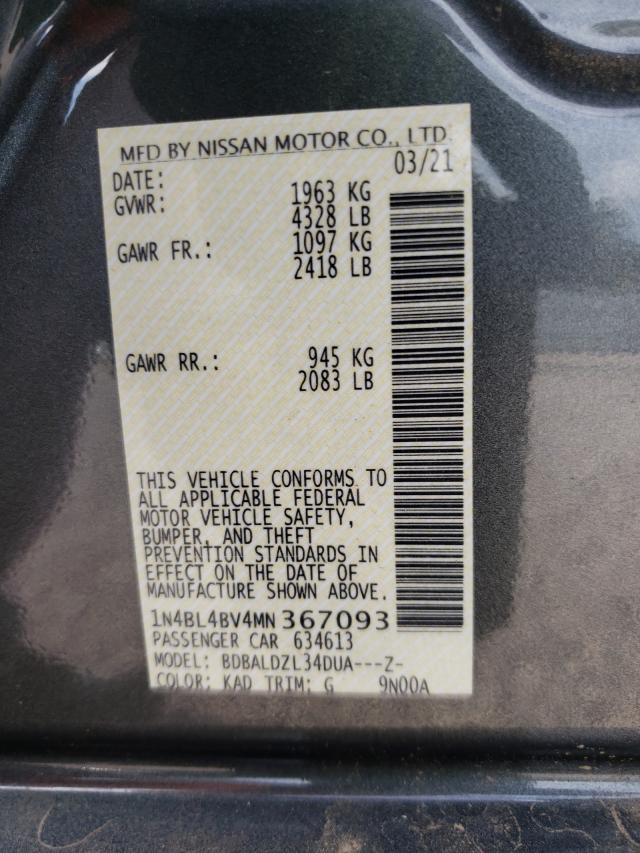 MFD BY NISSAN MOTOR CO., LTD.
DATE: 03/21
GVWR: 1963 KG
4328 LB
GAWR FR.: 1097 KG
2418 LB
GAWR RR.: 945 KG
2083 LB
THIS VEHICLE CONFORMS TO
ALL APPLICABLE FEDERAL
MOTOR VEHICLE SAFETY,
BUMPER, AND THEFT
PREVENTION STANDARDS IN
EFFECT ON THE DATE OF
MANUFACTURE SHOWN ABOVE.
1N4BL4BV4MN367093
PASSENGER CAR 634613
MODEL: BDBALDZL34DUA---Z-
COLOR: KAD TRIM: G 9N00A